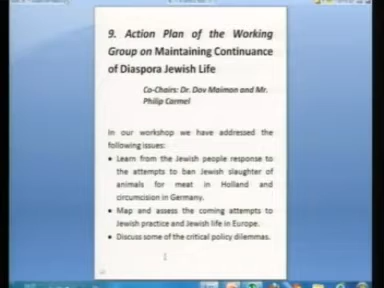 9. Action Plan of the Working
Group on Maintaining Continuance
of Diaspora Jewish Life
Co-Chairs: Dr. Dov Maimon and Mr.
Philip Carmel
In our workshop we have addressed the
following issues:
• Learn from the Jewish people response to
the attempts to ban Jewish slaughter of
animals for meat in Holland and
circumcision in Germany.
• Map and assess the coming attempts to
Jewish practice and Jewish life in Europe.
• Discuss some of the critical policy dilemmas.